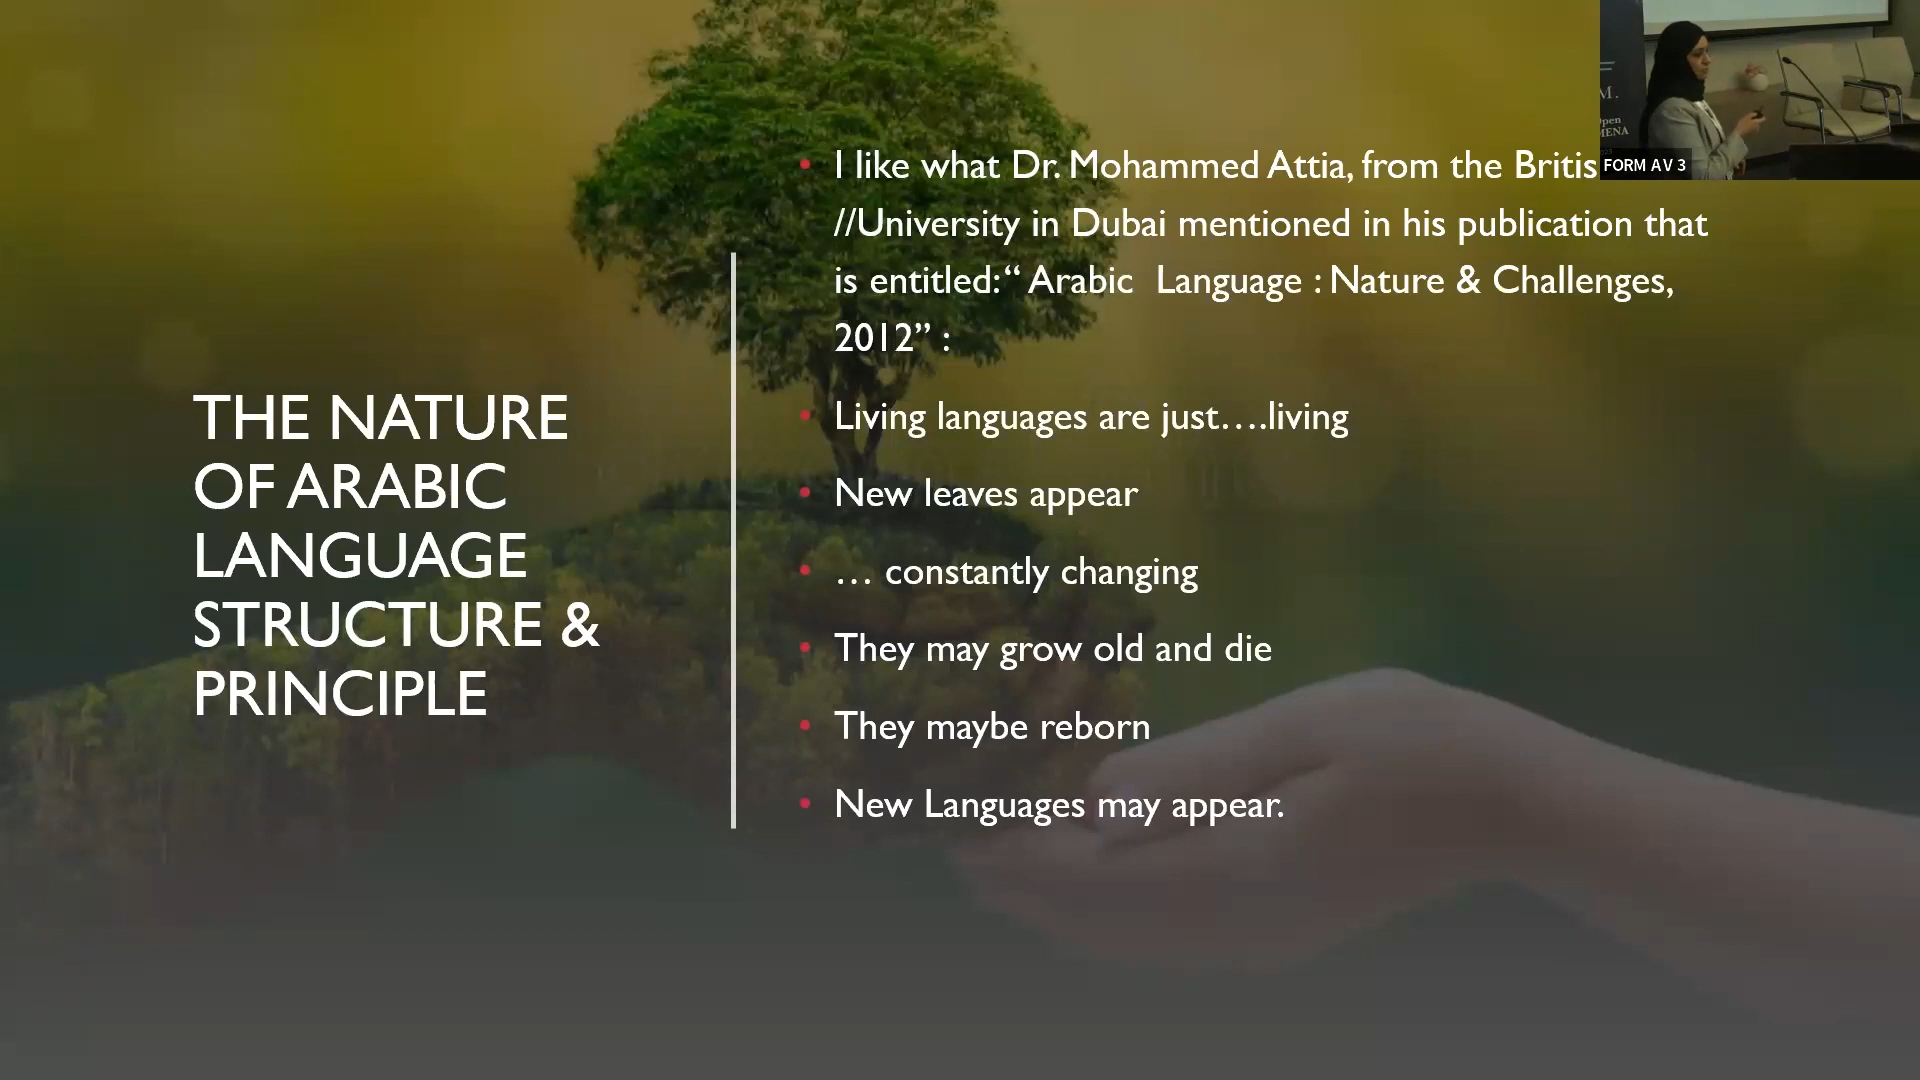 THE NATURE
OF ARABIC
LANGUAGE
STRUCTURE &
PRINCIPLE
• I like what Dr. Mohammed Attia, from the Britis
//University in Dubai mentioned in his publication that
is entitled:“ Arabic Language : Nature & Challenges,
2012” :
• Living languages are just….living
• New leaves appear
• … constantly changing
• They may grow old and die
• They maybe reborn
• New Languages may appear.
M.
Open
MENA
FORM AV 3